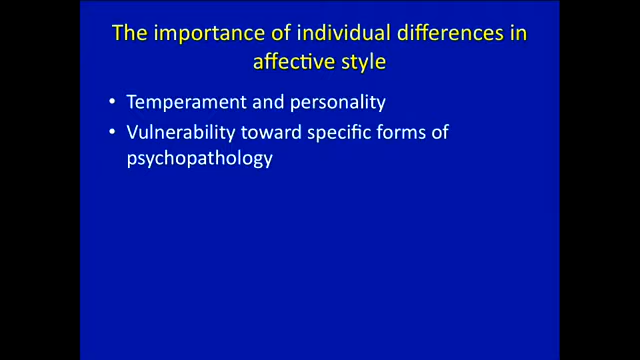 The importance of individual differences in
affective style
• Temperament and personality
• Vulnerability toward specific forms of
psychopathology